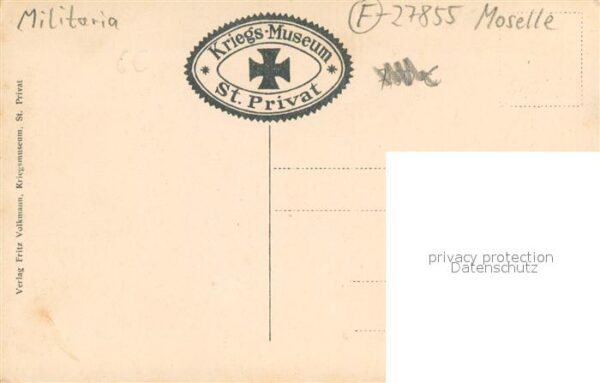 Militaria
(F)-27855 Moselle
Kriegs-Museum
St. Privat
Verlag Fritz Volkmann, Kriegsmuseum, St. Privat
privacy protection
Datenschutz